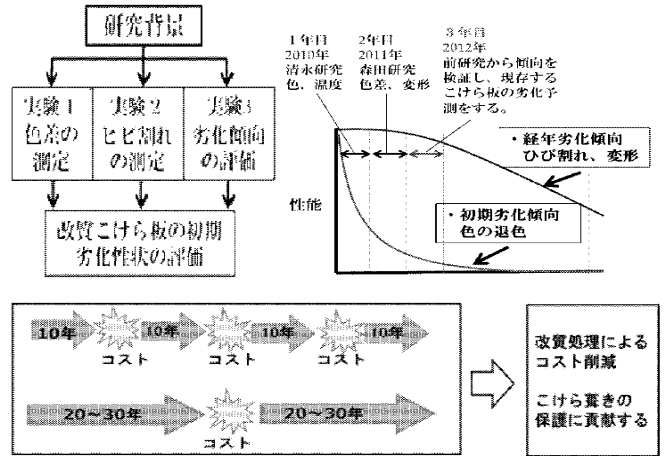 研究背景
実験1
色差の
測定
実験2
ヒビ割れ
の測定
実験3
劣化傾向
の評価
改質こけら板の初期
劣化性状の評価
1年目
2010年
清水研究
色、温度
2年目
2011年
森田研究
色差、変形
3年目
2012年
前研究から傾向を
検証し、現存する
こけら板の劣化予
測をする。
・経年劣化傾向
ひび割れ、変形
性能
・初期劣化傾向
色の退色
10年
10年
10年
10年
コスト
コスト
コスト
20～30年
20～30年
コスト
改質処理による
コスト削減
こけら葺きの
保護に貢献する